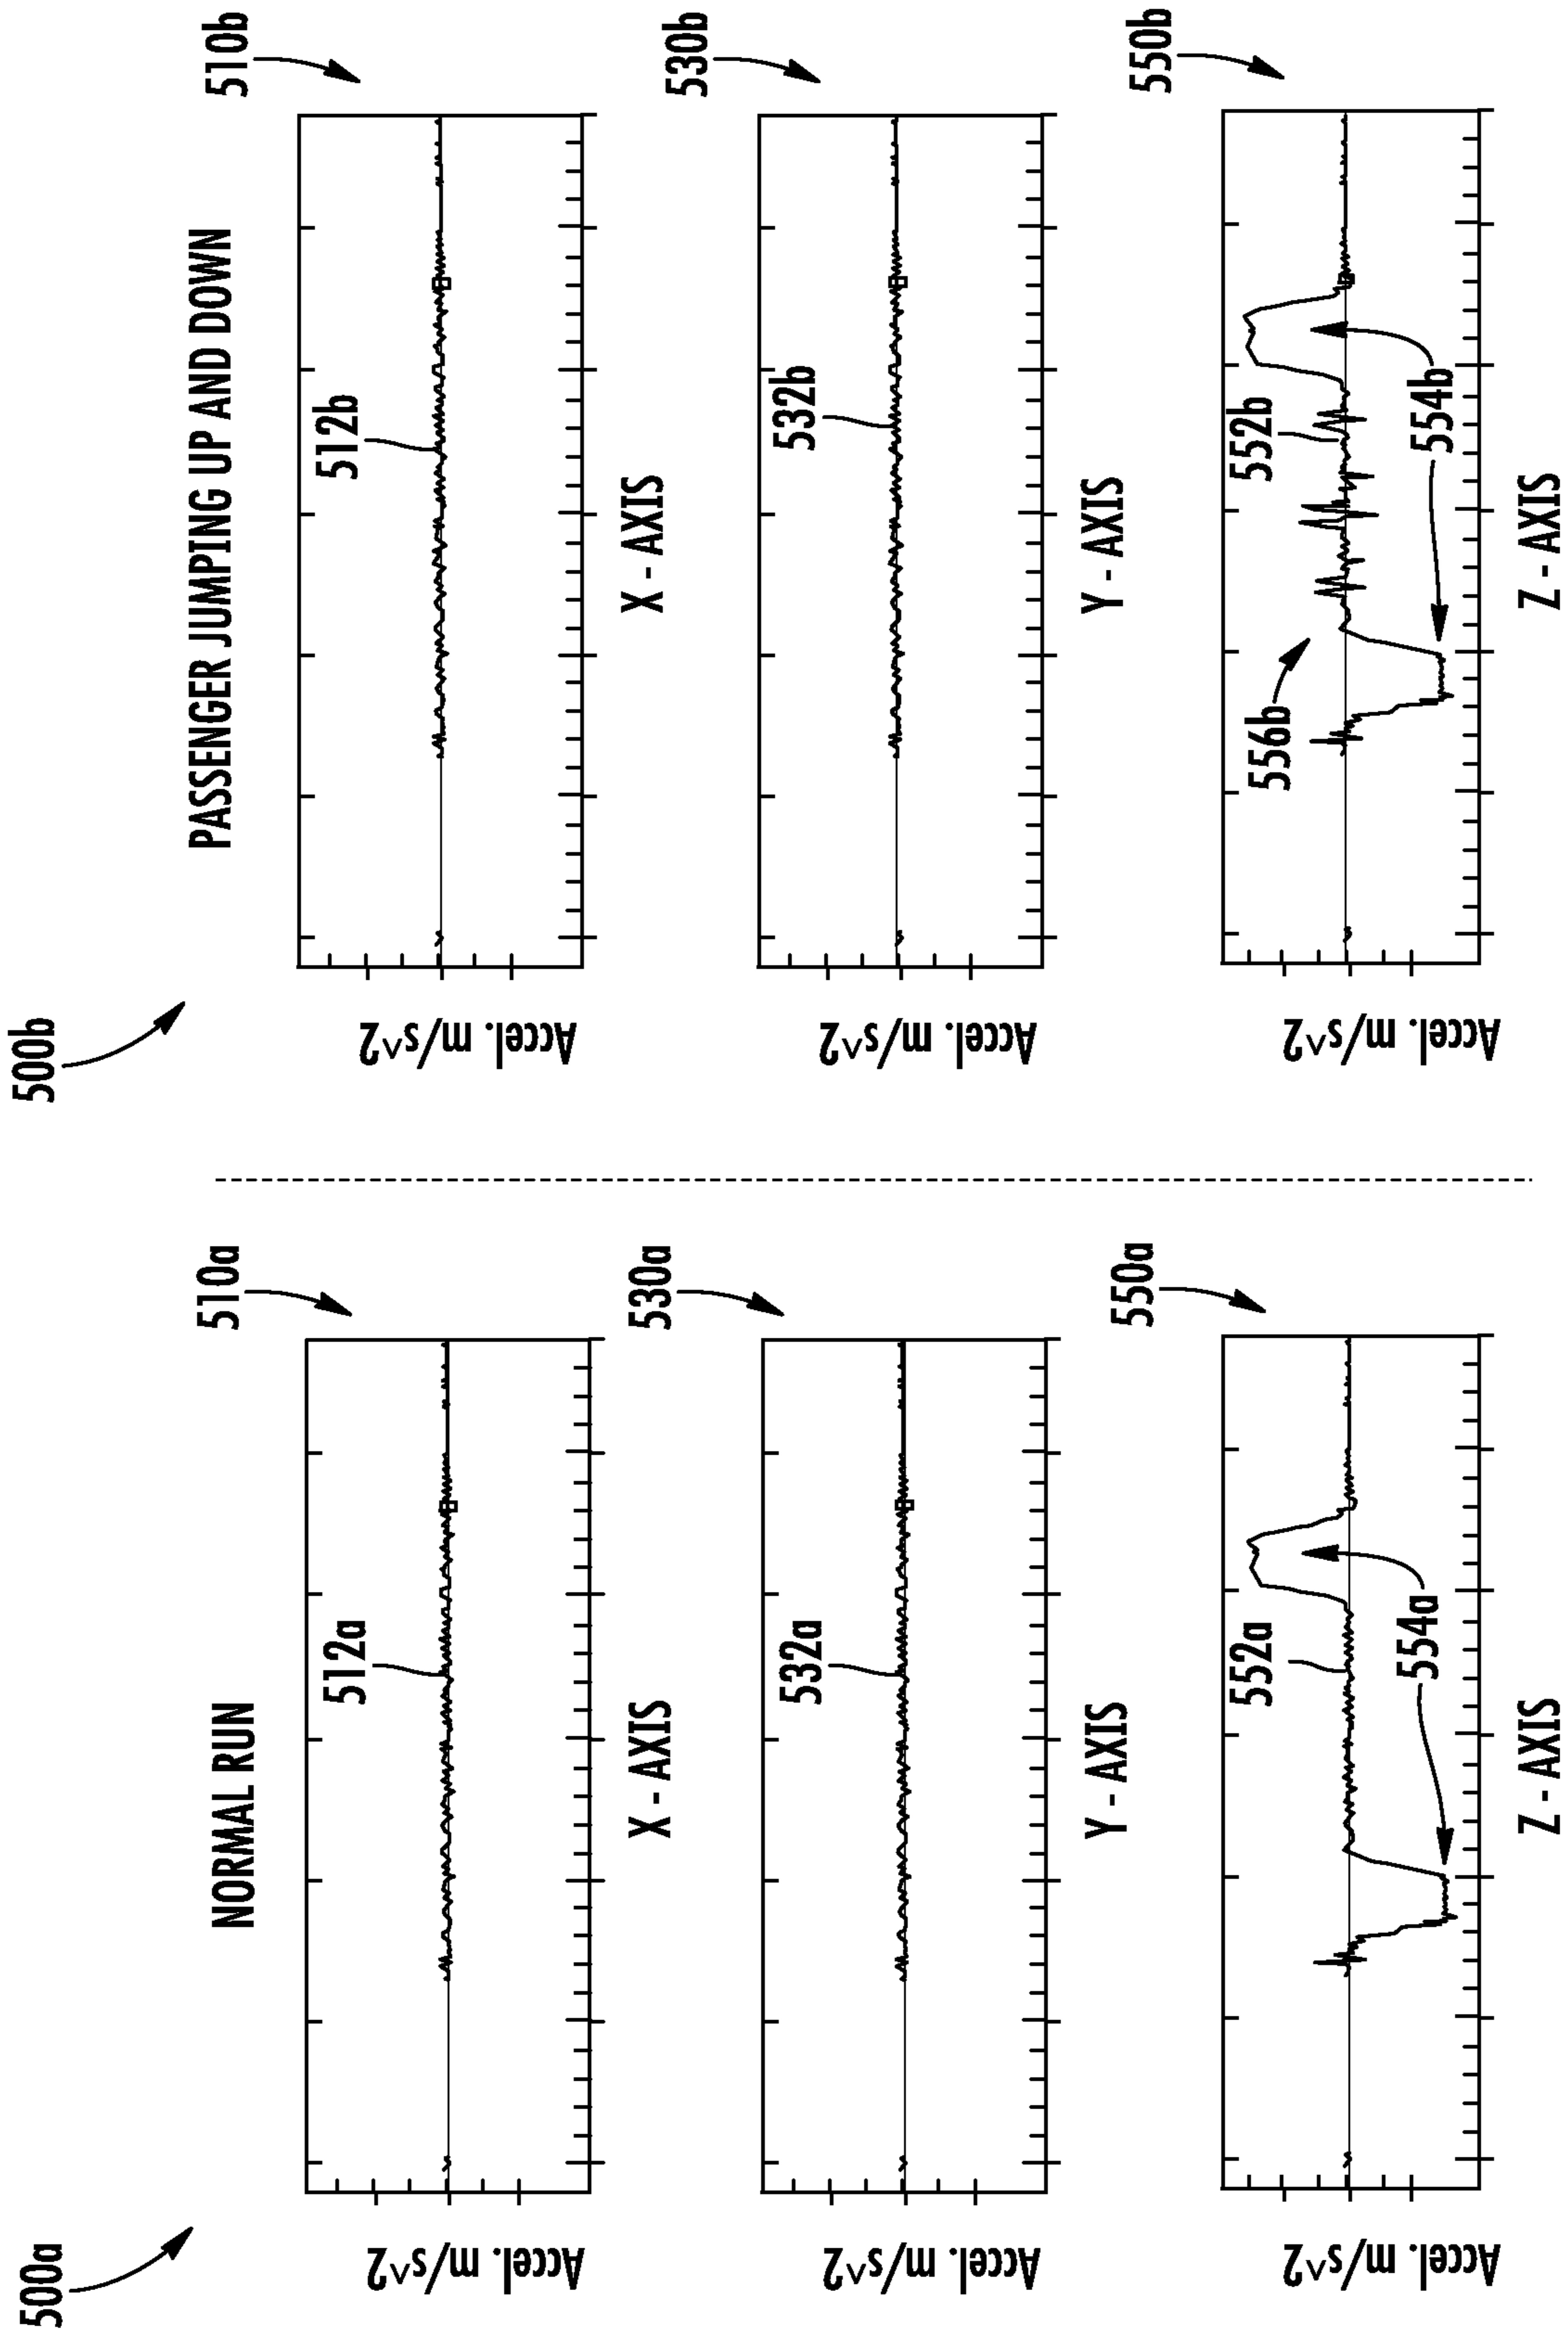 500a
NORMAL RUN
510a
512a
Accel. m/s^2
X - AXIS
530a
532a
Accel. m/s^2
Y - AXIS
550a
552a
554a
Accel. m/s^2
Z - AXIS
500b
PASSENGER JUMPING UP AND DOWN
510b
512b
Accel. m/s^2
X - AXIS
530b
532b
Accel. m/s^2
Y - AXIS
550b
552b
556b
554b
Accel. m/s^2
Z - AXIS